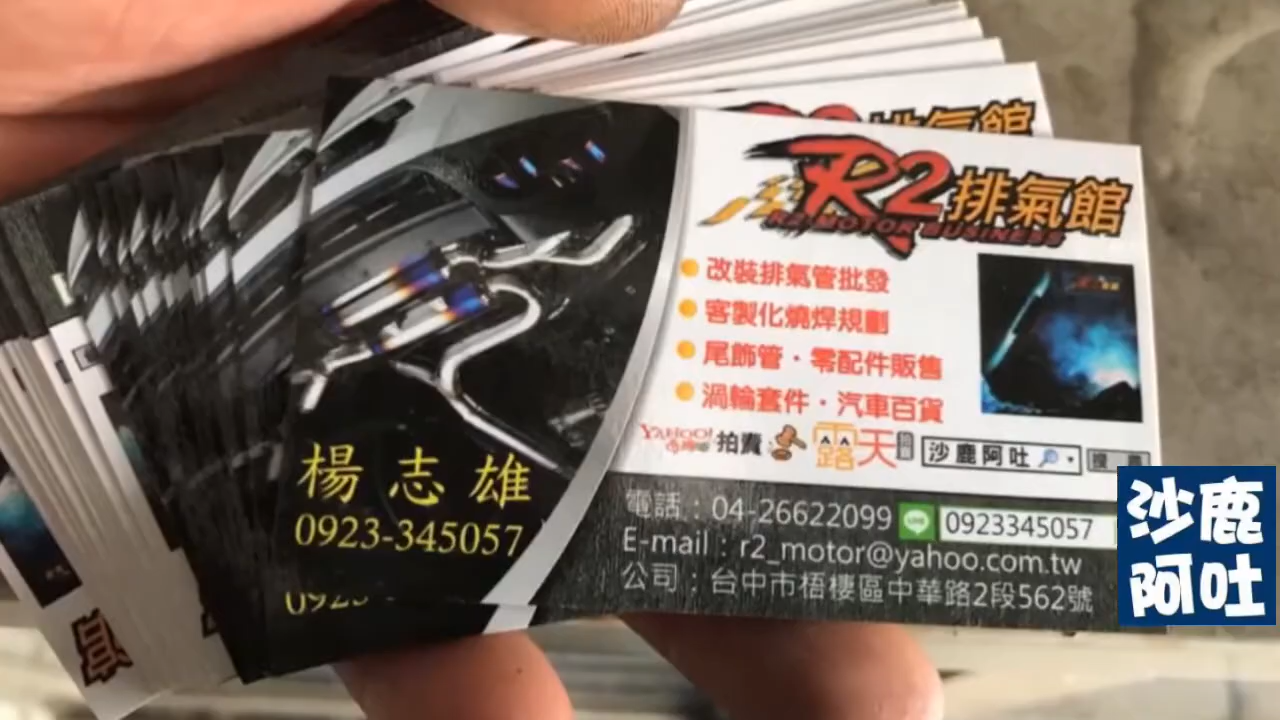 R2排氣館
R2 MOTOR BUSINESS
改裝排氣管批發
客製化燒焊規劃
尾飾管・零配件販售
渦輪套件・汽車百貨
YAHOO! 拍賣 露天 沙鹿阿吐
楊志雄
0923-345057
電話：04-26622099 LINE 0923345057
E-mail：r2_motor@yahoo.com.tw
公司：台中市梧棲區中華路2段562號
沙鹿
阿吐
排氣館